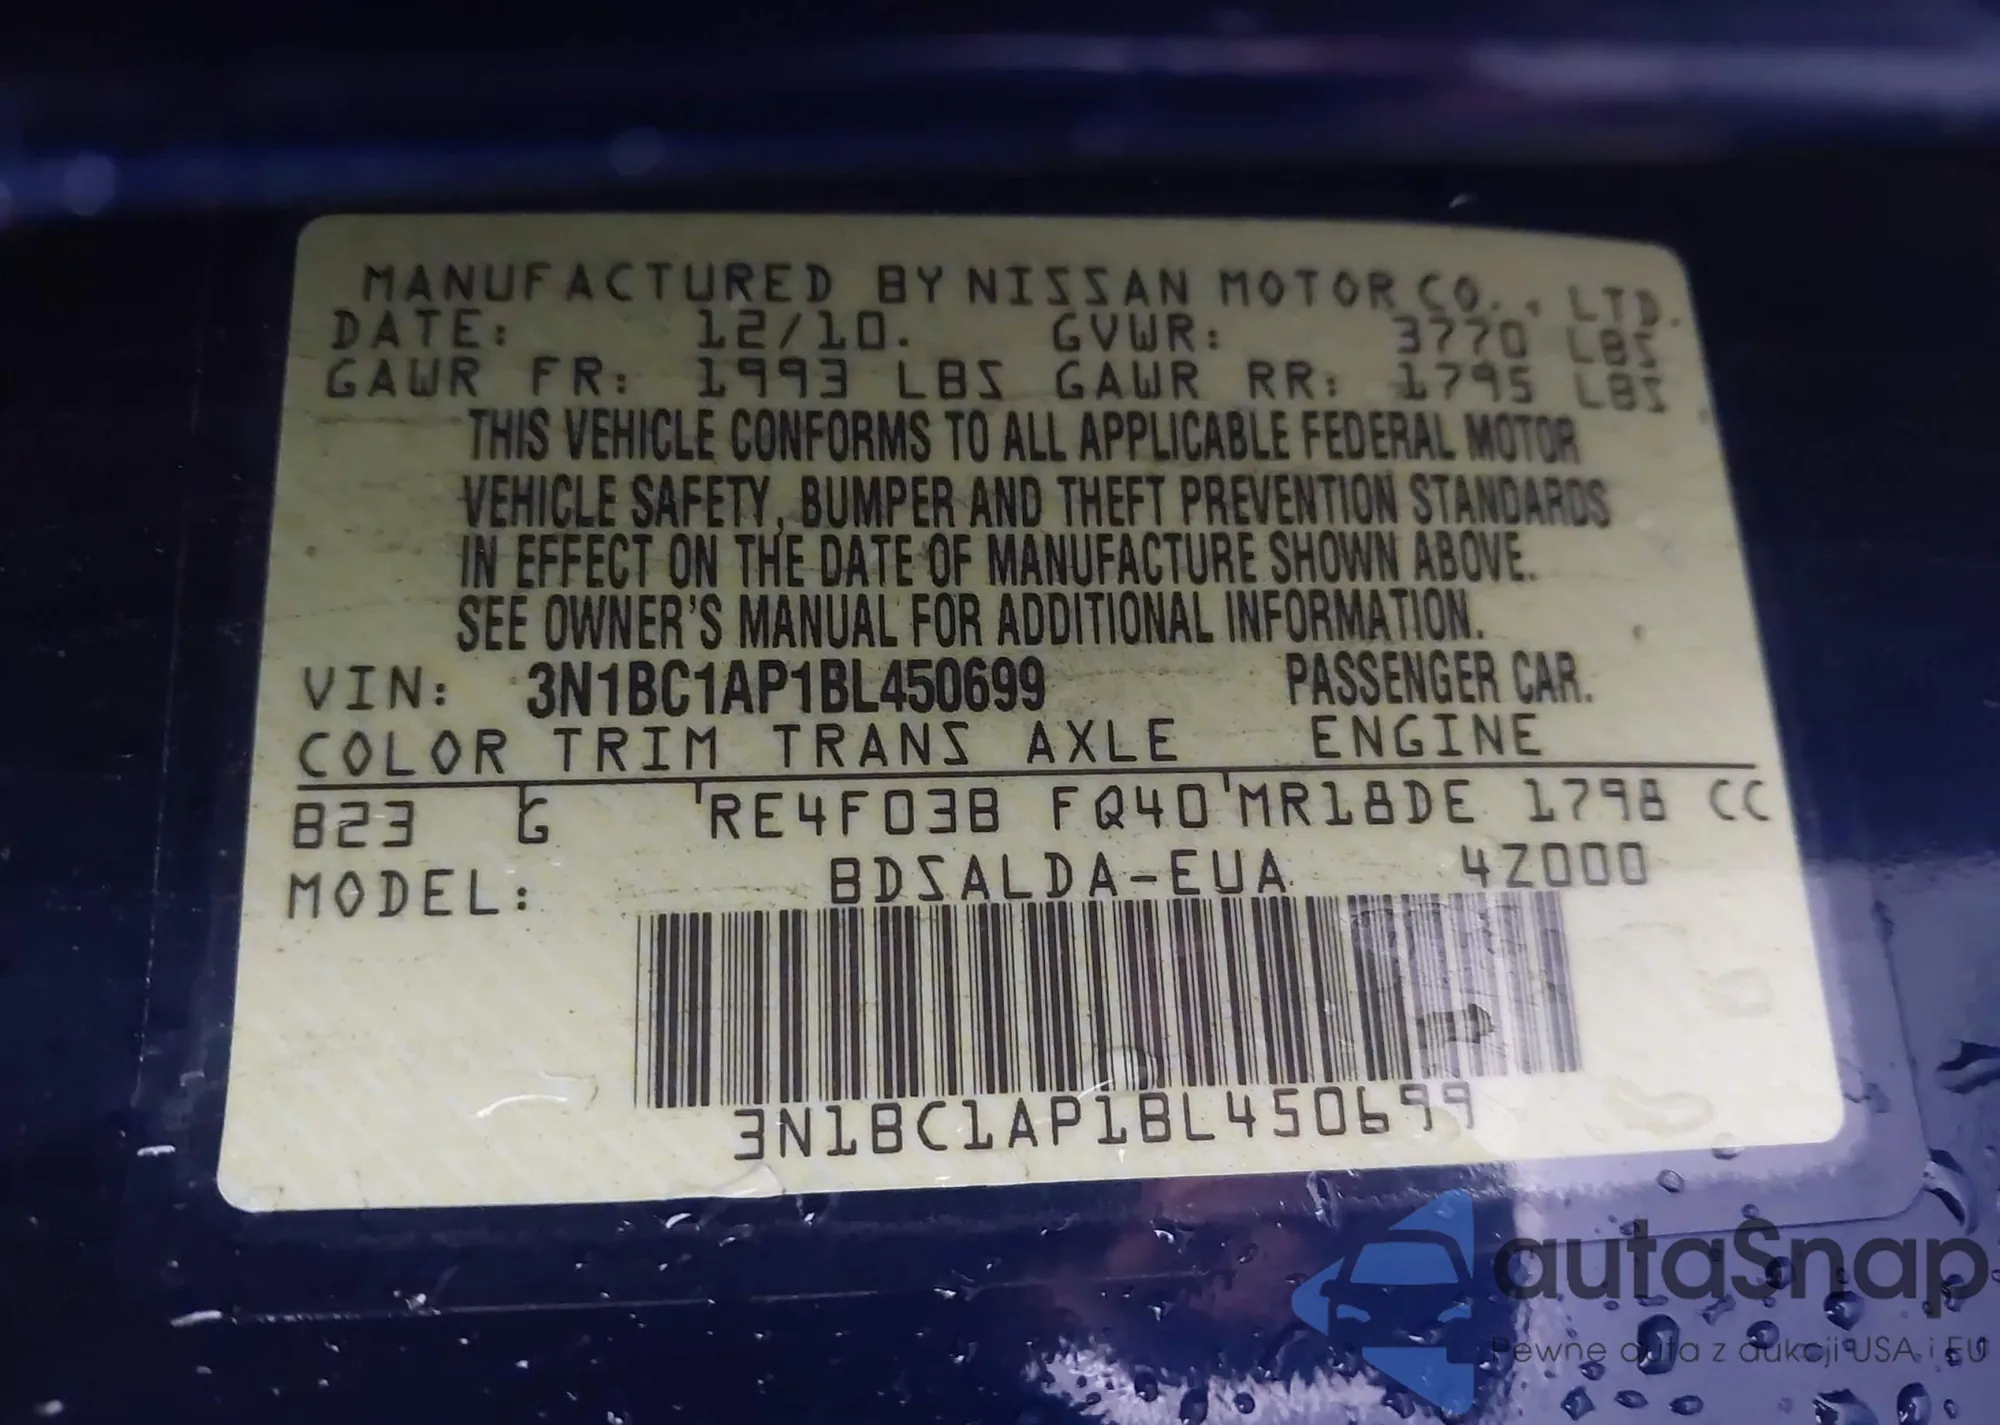 MANUFACTURED BY NISSAN MOTOR CO., LTD.
DATE: 12/10. GVWR: 3770 LBS
GAWR FR: 1993 LBS GAWR RR: 1795 LBS
THIS VEHICLE CONFORMS TO ALL APPLICABLE FEDERAL MOTOR
VEHICLE SAFETY, BUMPER AND THEFT PREVENTION STANDARDS
IN EFFECT ON THE DATE OF MANUFACTURE SHOWN ABOVE.
SEE OWNER'S MANUAL FOR ADDITIONAL INFORMATION.
VIN: 3N1BC1AP1BL450699 PASSENGER CAR.
COLOR TRIM TRANS AXLE ENGINE
B23 G RE4F03B FQ40 MR18DE 1798 CC
MODEL: BDSALDA-EUA 4Z000
3N1BC1AP1BL450699
autaSnap
Pewne auta z aukcji USA i EU